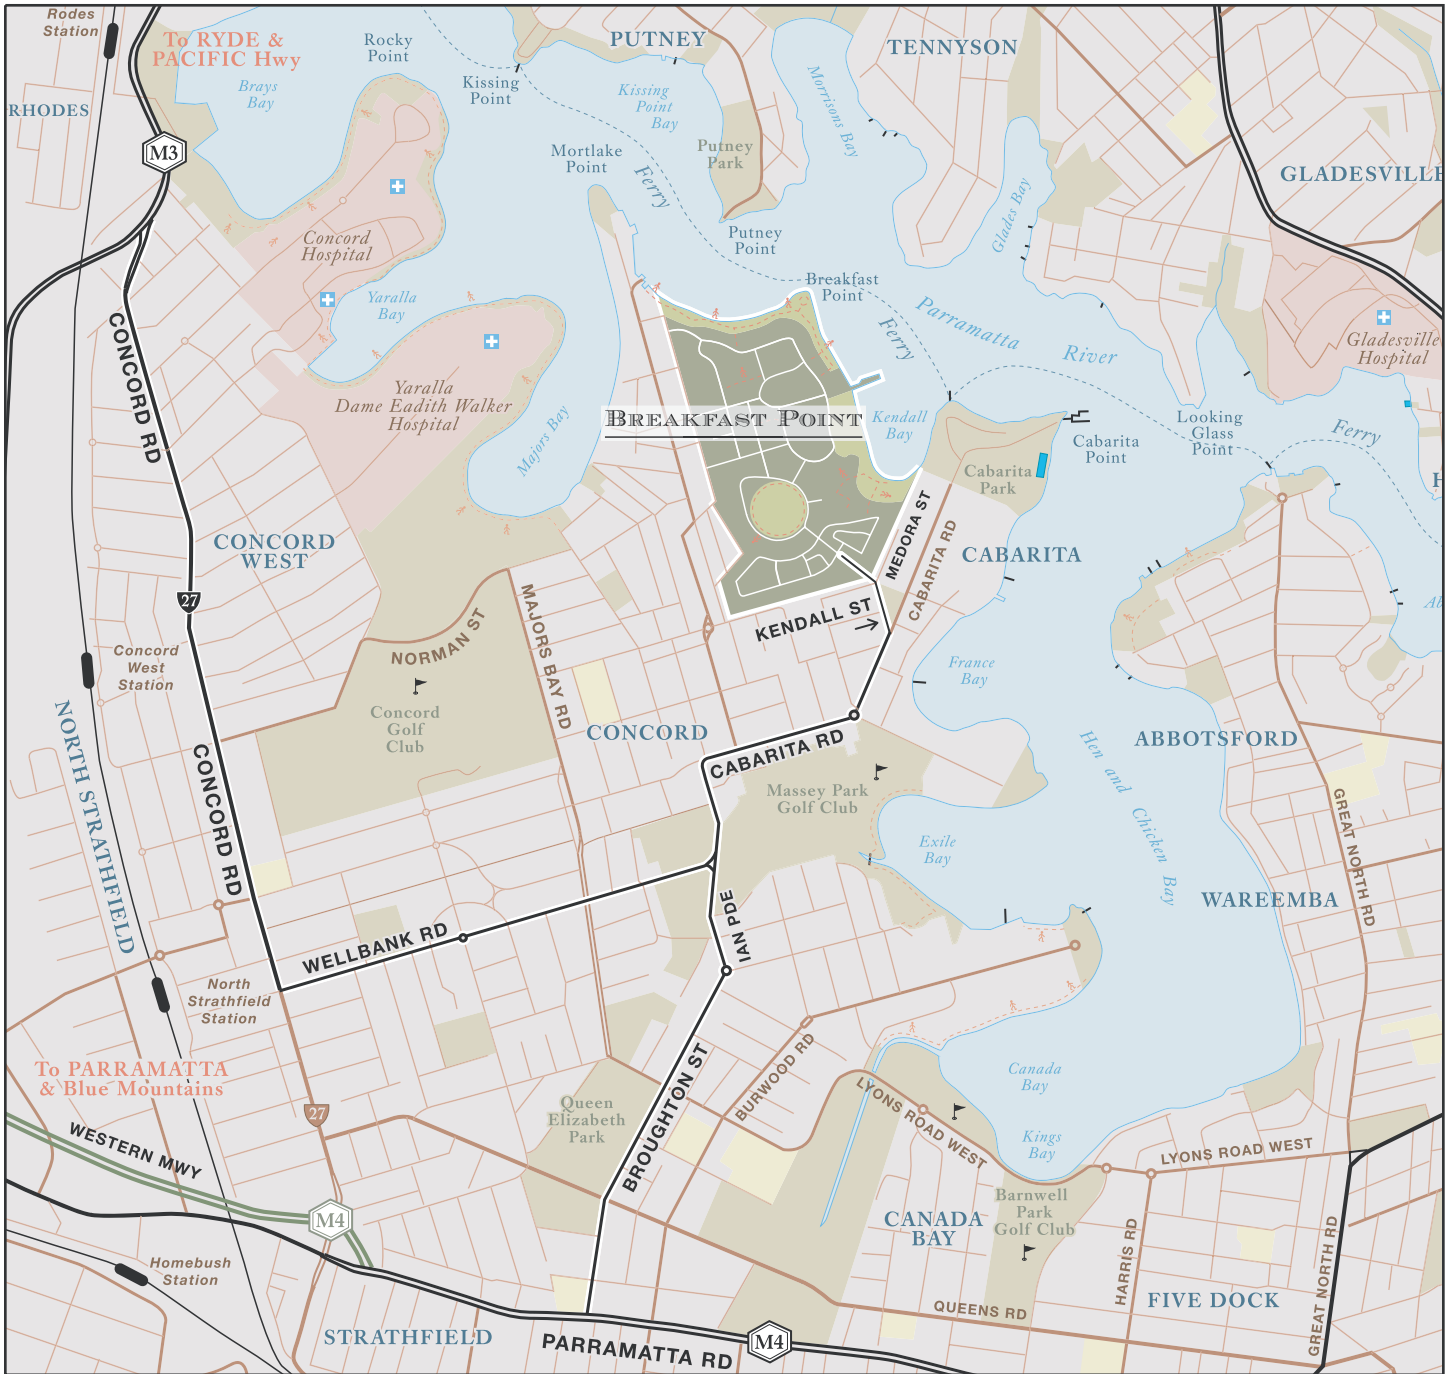 Rodes
Station
To RYDE &
PACIFIC Hwy
Rocky
Point
PUTNEY
TENNYSON
Brays
Bay
RHODES
Kissing
Point
Kissing
Point
Bay
Morrisons Bay
M3
Mortlake
Point
Putney
Park
Ferry
GLADESVILLE
Concord
Hospital
Putney
Point
Glades Bay
Yaralla
Bay
Breakfast
Point
Parramatta
River
Ferry
Gladesville
Hospital
CONCORD RD
Yaralla
Dame Eadith Walker
Hospital
Majors Bay
BREAKFAST POINT
Kendall
Bay
Cabarita
Point
Looking
Glass
Point
Ferry
Cabarita
Park
H
CONCORD
WEST
MEDORA ST
CABARITA RD
CABARITA
27
MAJORS BAY RD
KENDALL ST
Ab
NORMAN ST
Concord
West
Station
France
Bay
Concord
Golf
Club
CONCORD
CABARITA RD
ABBOTSFORD
NORTH STRATHFIELD
CONCORD RD
Massey Park
Golf Club
Hen and Chicken Bay
GREAT NORTH RD
Exile
Bay
WAREEMBA
WELLBANK RD
IAN PDE
North
Strathfield
Station
To PARRAMATTA
& Blue Mountains
27
BROUGHTON ST
BURWOOD RD
Canada
Bay
LYONS ROAD WEST
Queen
Elizabeth
Park
Kings
Bay
LYONS ROAD WEST
WESTERN MWY
M4
Barnwell
Park
Golf Club
CANADA
BAY
HARRIS RD
GREAT NORTH RD
Homebush
Station
QUEENS RD
FIVE DOCK
STRATHFIELD
PARRAMATTA RD
M4